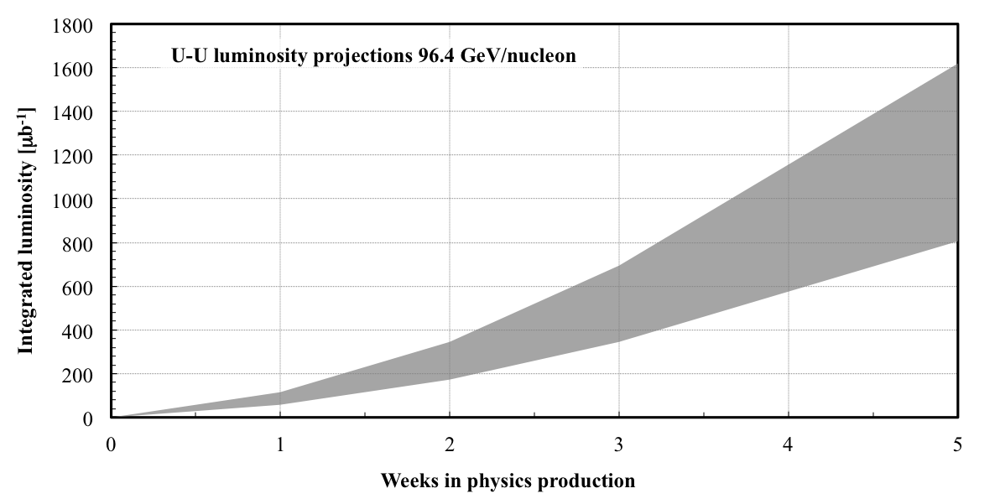 U-U luminosity projections 96.4 GeV/nucleon
Integrated luminosity [μb⁻¹]
1800
1600
1400
1200
1000
800
600
400
200
0
0 1 2 3 4 5
Weeks in physics production